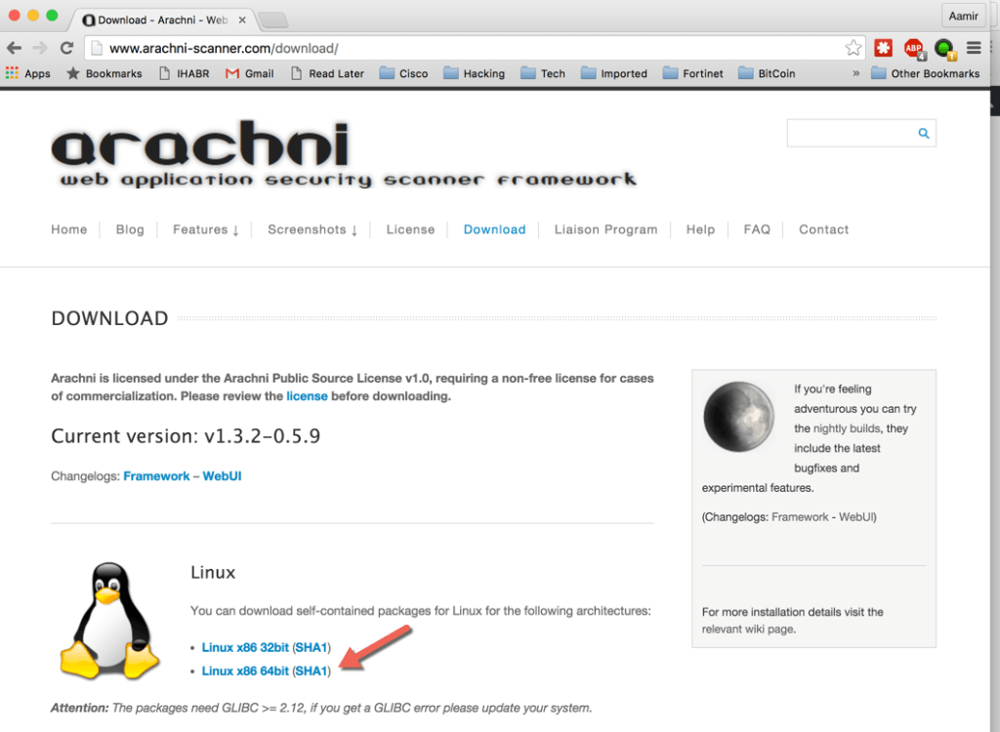 Download - Arachni - Web
Aamir
www.arachni-scanner.com/download/
ABP
4
1
Apps
Bookmarks
IHABR
Gmail
Read Later
Cisco
Hacking
Tech
Imported
Fortinet
BitCoin
»
Other Bookmarks
arachni
web application security scanner framework
Home
Blog
Features ↓
Screenshots ↓
License
Download
Liaison Program
Help
FAQ
Contact
DOWNLOAD
Arachni is licensed under the Arachni Public Source License v1.0, requiring a non-free license for cases
of commercialization. Please review the license before downloading.
Current version: v1.3.2-0.5.9
Changelogs: Framework – WebUI
Linux
You can download self-contained packages for Linux for the following architectures:
• Linux x86 32bit (SHA1)
• Linux x86 64bit (SHA1)
Attention: The packages need GLIBC >= 2.12, if you get a GLIBC error please update your system.
If you're feeling
adventurous you can try
the nightly builds, they
include the latest
bugfixes and
experimental features.
(Changelogs: Framework - WebUI)
For more installation details visit the
relevant wiki page.